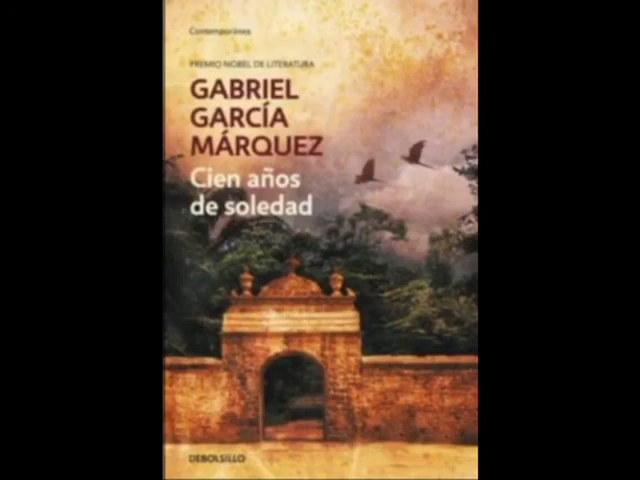 Contemporánea
PREMIO NOBEL DE LITERATURA
GABRIEL
GARCÍA
MÁRQUEZ
Cien años
de soledad
DEBOLSILLO